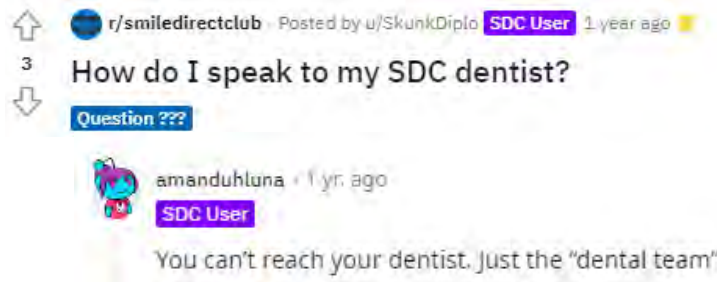 r/smiledirectclub · Posted by u/SkunkDiplo SDC User 1 year ago
3
How do I speak to my SDC dentist?
Question ???
amanduhluna · 1 yr. ago
SDC User
You can't reach your dentist. Just the “dental team”